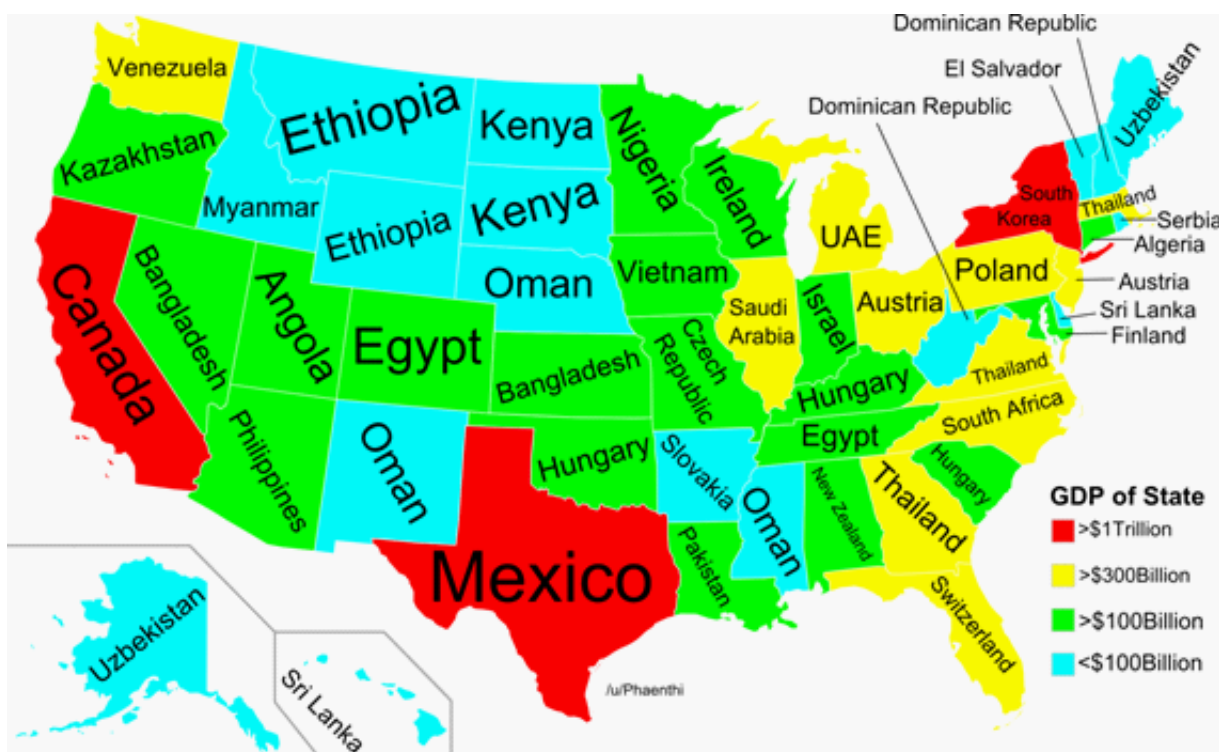 Dominican Republic
El Salvador
Dominican Republic
Uzbekistan
Venezuela
Ethiopia
Kenya
Nigeria
Kazakhstan
Myanmar
Ethiopia
Kenya
Ireland
South
Korea
Thailand
Serbia
Algeria
UAE
Vietnam
Oman
Poland
Austria
Canada
Bangladesh
Angola
Egypt
Saudi
Arabia
Israel
Austria
Sri Lanka
Finland
Bangladesh
Czech
Republic
Hungary
Thailand
South Africa
Philippines
Oman
Hungary
Slovakia
Egypt
Hungary
Oman
New Zealand
Thailand
Mexico
Pakistan
Switzerland
Uzbekistan
Sri Lanka
/u/Phaenthi
GDP of State
>$1Trillion
>$300Billion
>$100Billion
<$100Billion